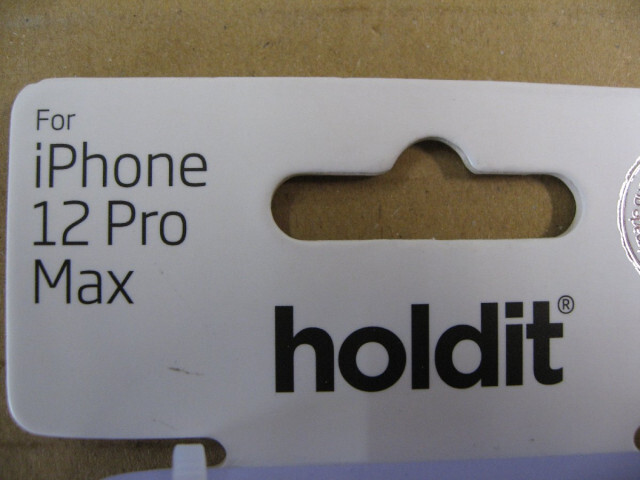 For
iPhone
12 Pro
Max
holdit®